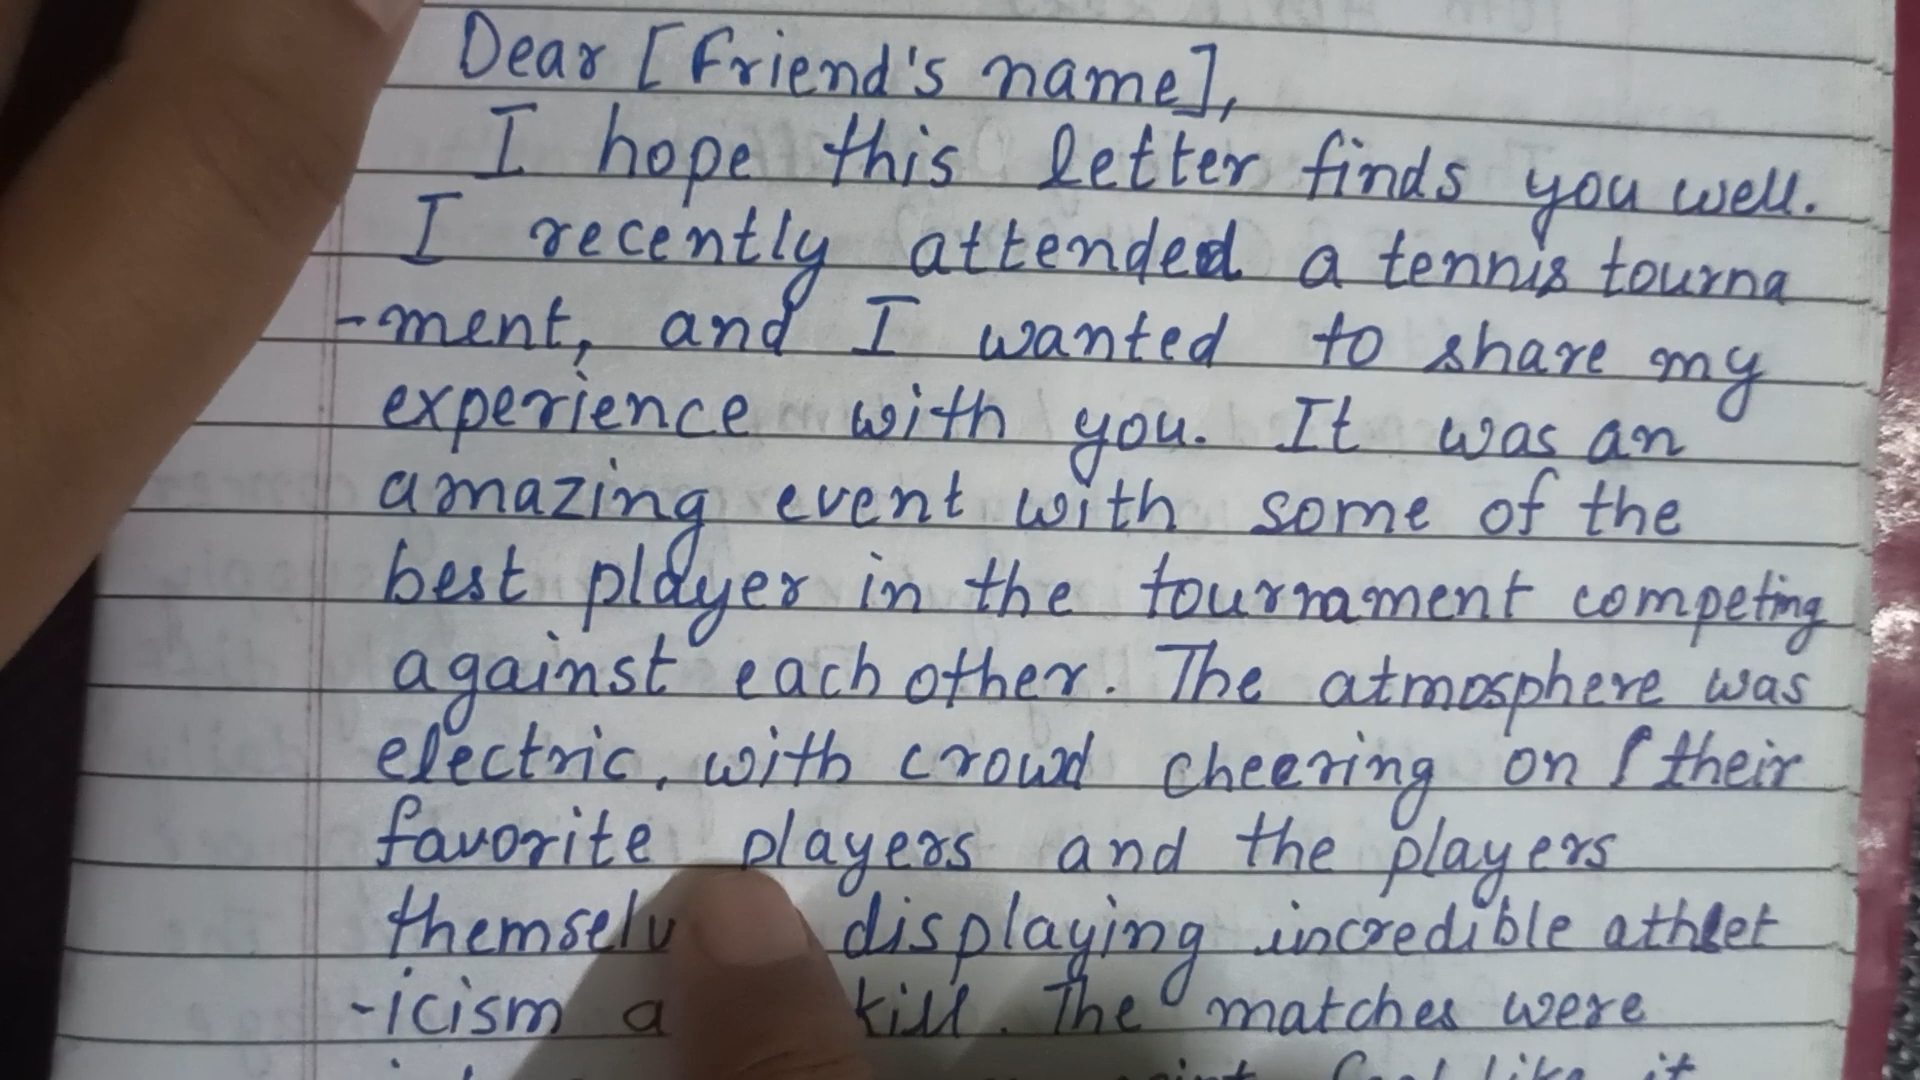 Dear [Friend's name],
I hope this letter finds you well.
I recently attended a tennis tourna
-ment, and I wanted to share my
experience with you. It was an
amazing event with some of the
best player in the tournament competing
against each other. The atmosphere was
electric, with crowd cheering on their
favorite players and the players
displaying incredible athlet
-icism The matches were
like it